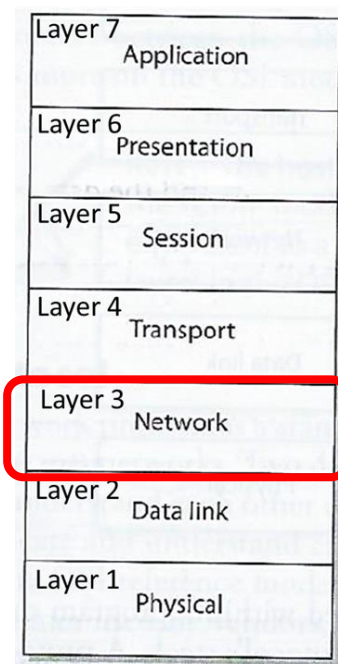 Layer 7
Application
Layer 6
Presentation
Layer 5
Session
Layer 4
Transport
Layer 3
Network
Layer 2
Data link
Layer 1
Physical